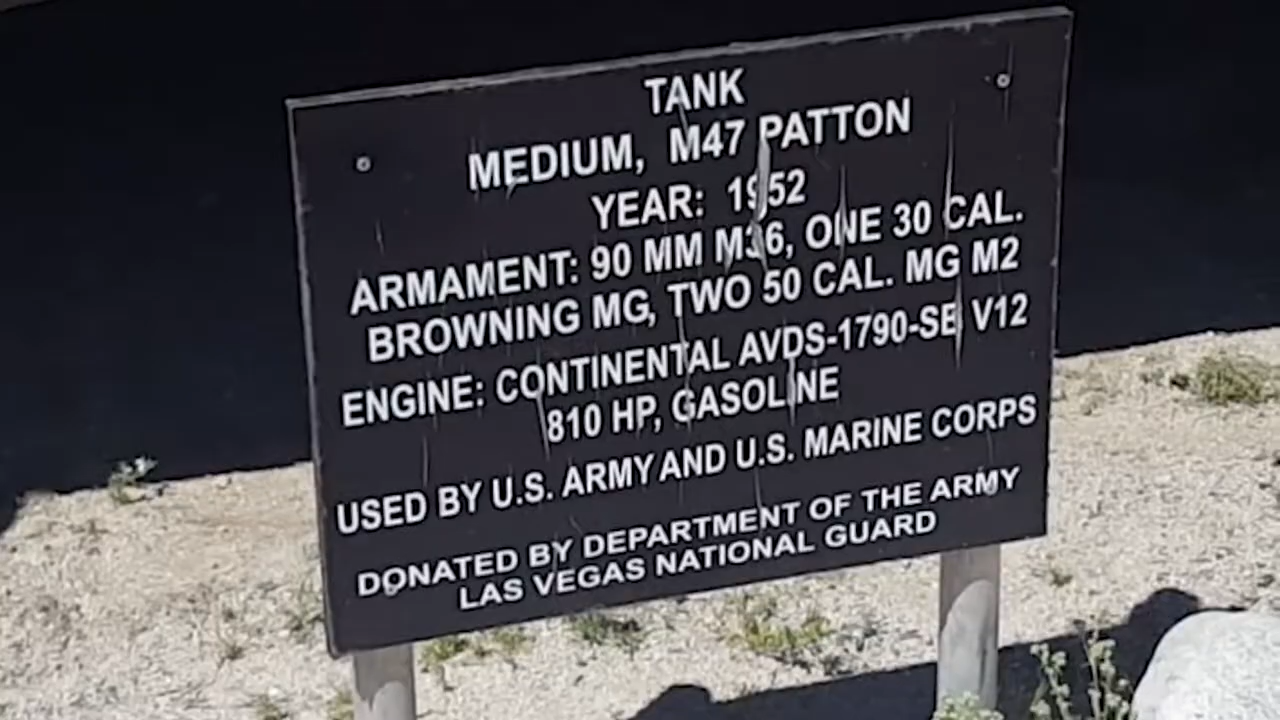 TANK
MEDIUM, M47 PATTON
YEAR: 1952
ARMAMENT: 90 MM M36, ONE 30 CAL.
BROWNING MG, TWO 50 CAL. MG M2
ENGINE: CONTINENTAL AVDS-1790-5B V12
810 HP, GASOLINE
USED BY U.S. ARMY AND U.S. MARINE CORPS
DONATED BY DEPARTMENT OF THE ARMY
LAS VEGAS NATIONAL GUARD